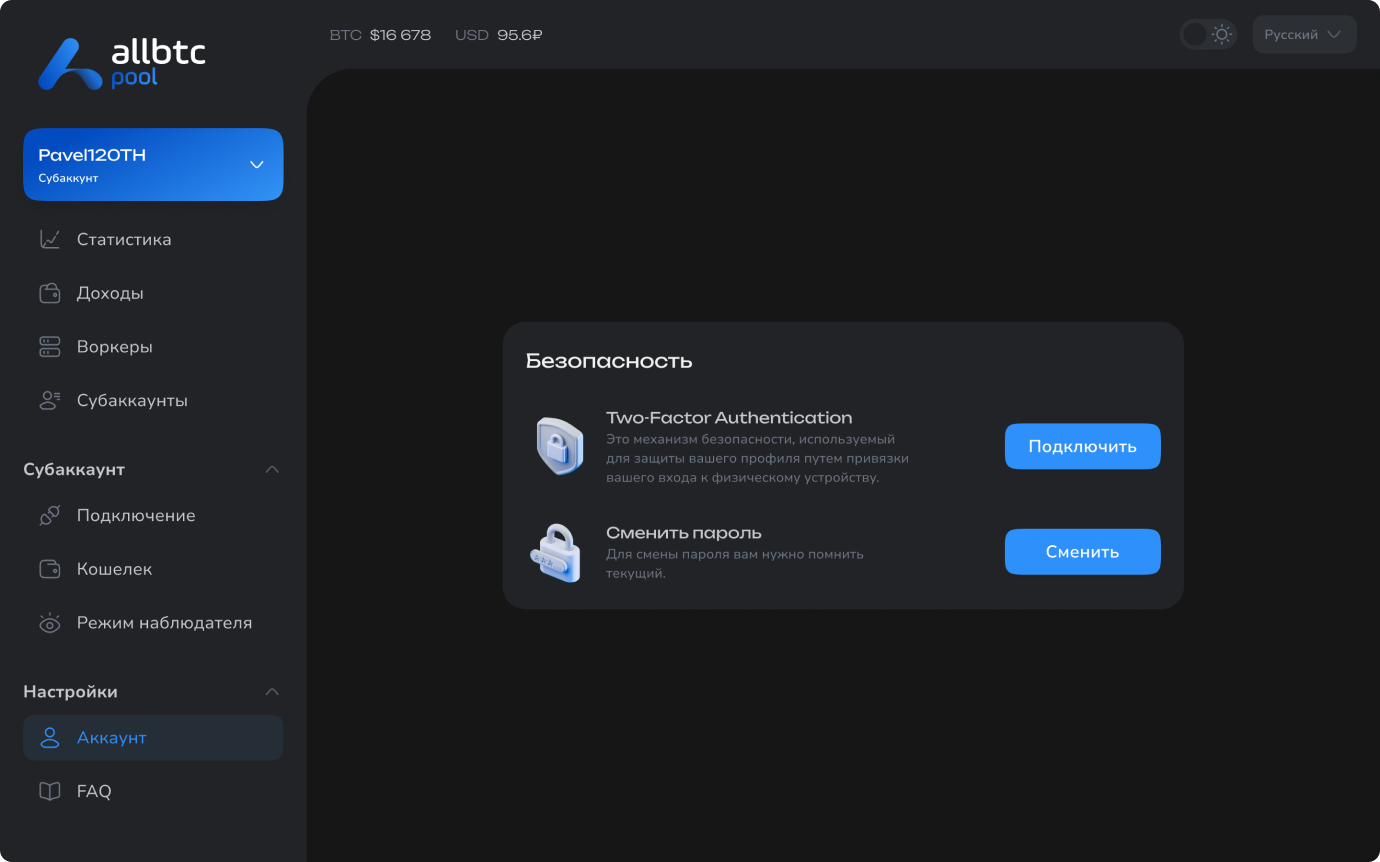 allbtc
pool
BTC $16 678 USD 95.6₽
Русский
Pavel120TH
Субаккунт
Статистика
Доходы
Воркеры
Субаккаунты
Субаккаунт
Подключение
Кошелек
Режим наблюдателя
Настройки
Аккаунт
FAQ
Безопасность
Two-Factor Authentication
Это механизм безопасности, используемый
для защиты вашего профиля путем привязки
вашего входа к физическому устройству.
Подключить
Сменить пароль
Для смены пароля вам нужно помнить
текущий.
Сменить